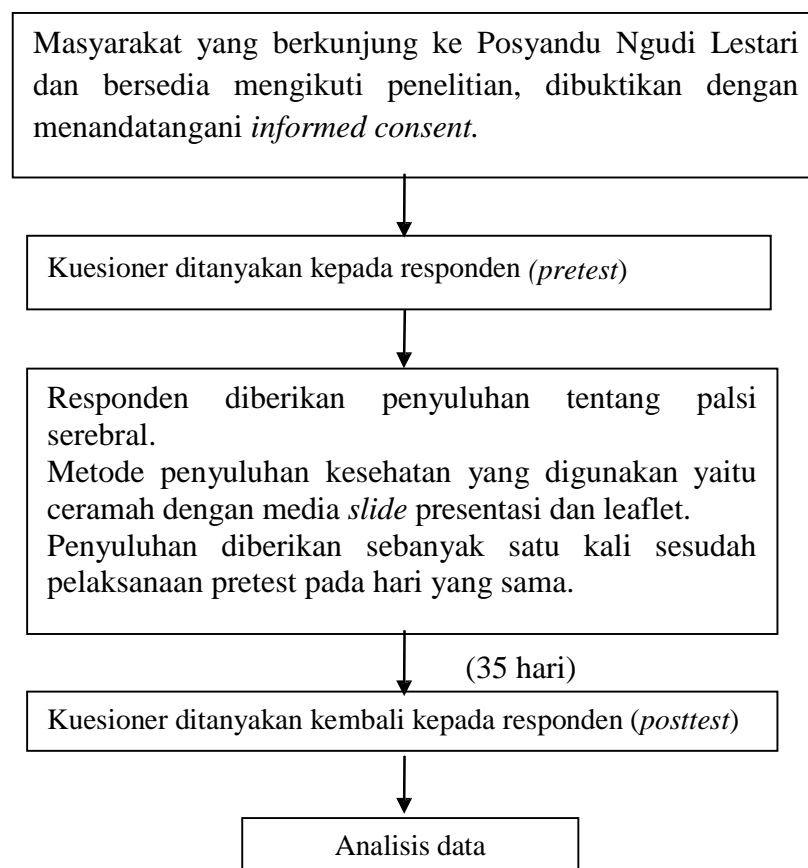 Masyarakat yang berkunjung ke Posyandu Ngudi Lestari
dan bersedia mengikuti penelitian, dibuktikan dengan
menandatangani informed consent.
Kuesioner ditanyakan kepada responden (pretest)
Responden diberikan penyuluhan tentang palsi
serebral.
Metode penyuluhan kesehatan yang digunakan yaitu
ceramah dengan media slide presentasi dan leaflet.
Penyuluhan diberikan sebanyak satu kali sesudah
pelaksanaan pretest pada hari yang sama.
(35 hari)
Kuesioner ditanyakan kembali kepada responden (posttest)
Analisis data